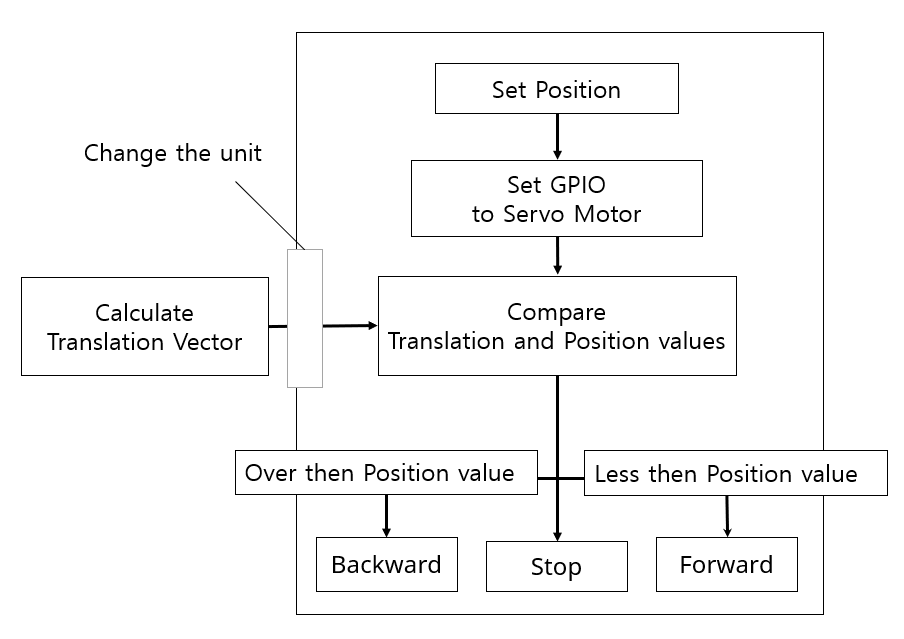 Set Position
Change the unit
Set GPIO
to Servo Motor
Calculate
Translation Vector
Compare
Translation and Position values
Over then Position value
Less then Position value
Backward
Stop
Forward